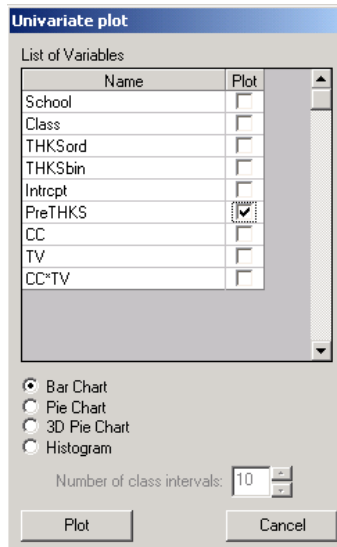 Univariate plot
List of Variables
Name Plot
School
Class
THKSord
THKSbin
Intrcpt
PreTHKS
CC
TV
CC*TV
Bar Chart
Pie Chart
3D Pie Chart
Histogram
Number of class intervals: 10
Plot Cancel